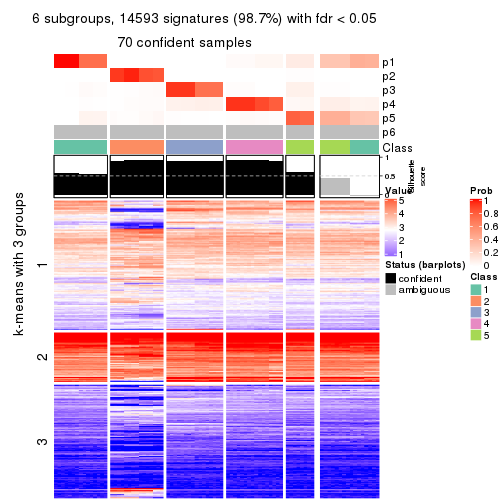 6 subgroups, 14593 signatures (98.7%) with fdr < 0.05
70 confident samples
p1
p2
p3
p4
p5
p6
Class
1
0.5
0
Silhouette
score
k-means with 3 groups
1
2
3
Value
5
4
3
2
1
Status (barplots)
confident
ambiguous
Prob
1
0.8
0.6
0.4
0.2
0
Class
1
2
3
4
5